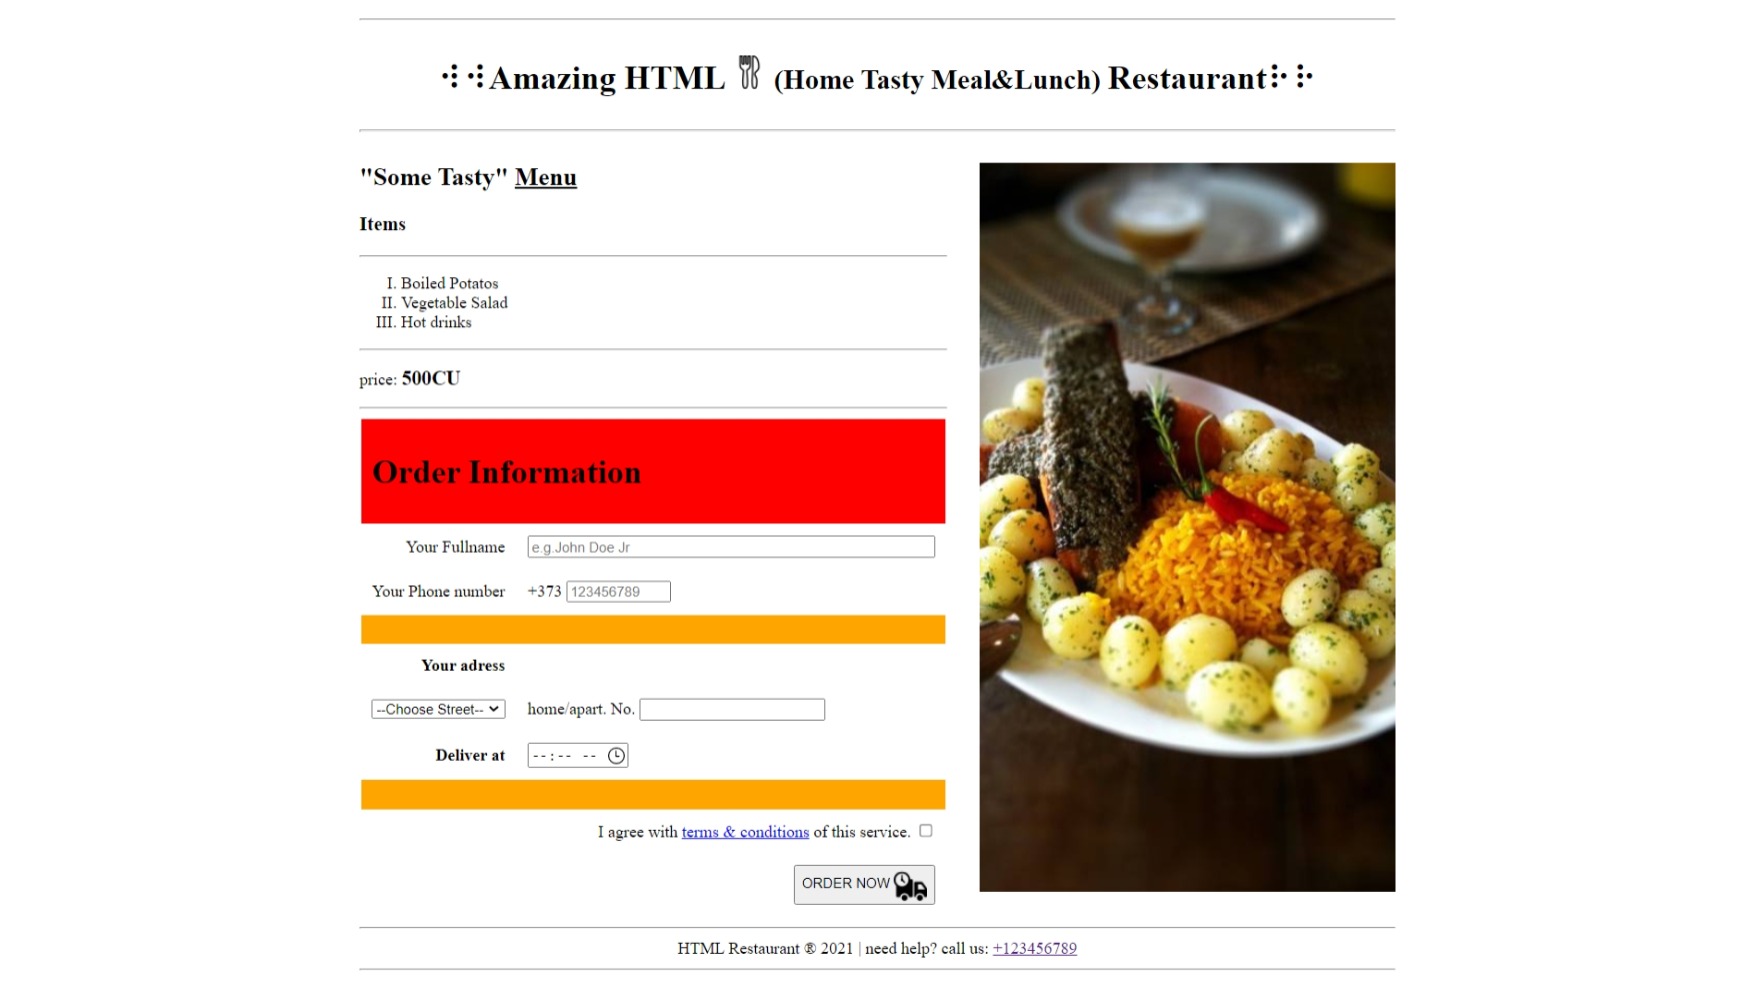 ⠺⠺Amazing HTML (Home Tasty Meal&Lunch) Restaurant⠗⠗
"Some Tasty" Menu
Items
I. Boiled Potatos
II. Vegetable Salad
III. Hot drinks
price: 500CU
Order Information
Your Fullname e.g.John Doe Jr
Your Phone number +373 123456789
Your adress
--Choose Street-- home/apart. No.
Deliver at --:-- --
I agree with terms & conditions of this service.
ORDER NOW
HTML Restaurant ® 2021 | need help? call us: +123456789